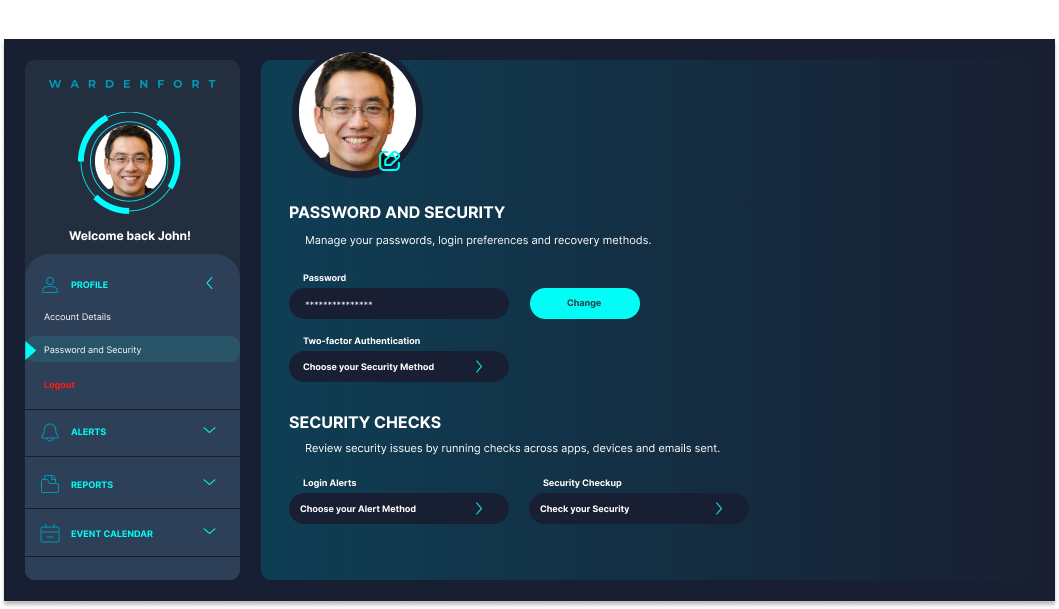 WARDENFORT
Welcome back John!
PROFILE
Account Details
Password and Security
Logout
ALERTS
REPORTS
EVENT CALENDAR
PASSWORD AND SECURITY
Manage your passwords, login preferences and recovery methods.
Password
***************
Change
Two-factor Authentication
Choose your Security Method
SECURITY CHECKS
Review security issues by running checks across apps, devices and emails sent.
Login Alerts
Security Checkup
Choose your Alert Method
Check your Security